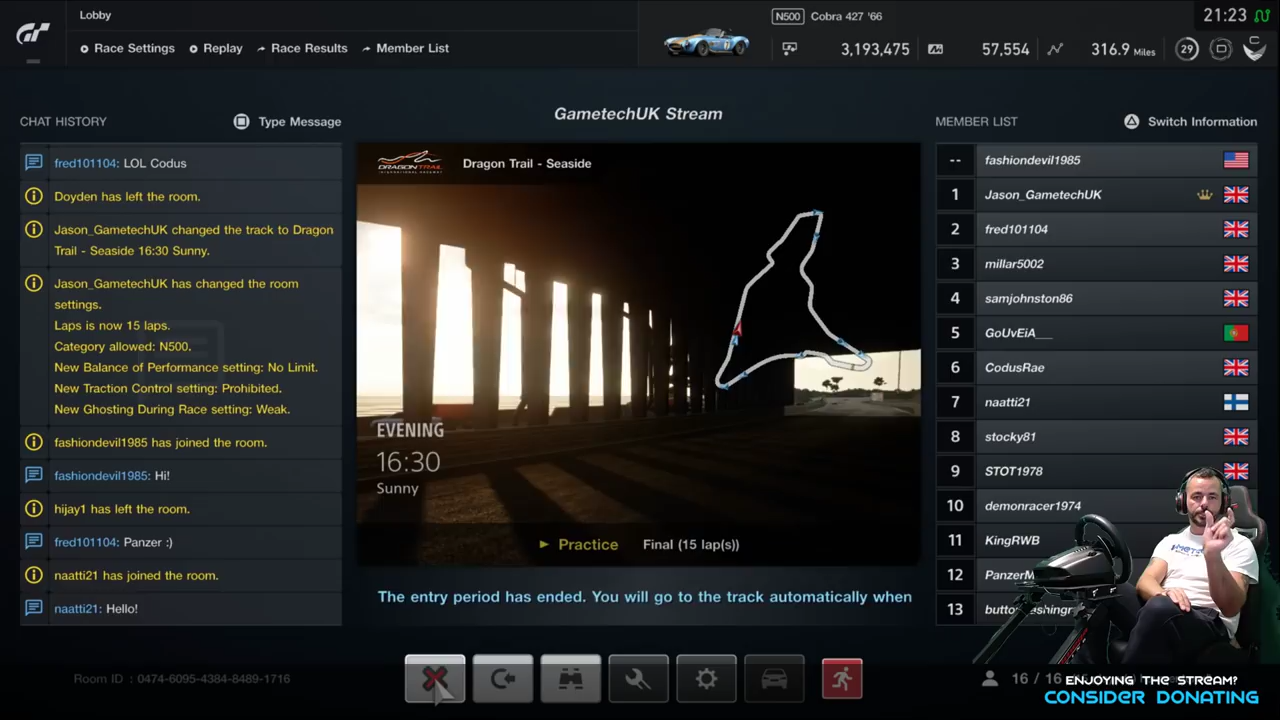 Lobby
Race Settings
Replay
Race Results
Member List
N500
Cobra 427 '66
3,193,475
57,554
316.9 Miles
29
C
21:23
CHAT HISTORY
Type Message
fred101104: LOL Codus
Doyden has left the room.
Jason_GametechUK changed the track to Dragon
Trail - Seaside 16:30 Sunny.
Jason_GametechUK has changed the room
settings.
Laps is now 15 laps.
Category allowed: N500.
New Balance of Performance setting: No Limit.
New Traction Control setting: Prohibited.
New Ghosting During Race setting: Weak.
fashiondevil1985 has joined the room.
fashiondevil1985: Hi!
hijay1 has left the room.
fred101104: Panzer :)
naatti21 has joined the room.
naatti21: Hello!
GametechUK Stream
DRAGON TRAIL
Dragon Trail - Seaside
EVENING
16:30
Sunny
Practice
Final (15 lap(s))
The entry period has ended. You will go to the track automatically when
MEMBER LIST
Switch Information
-- fashiondevil1985
1 Jason_GametechUK
2 fred101104
3 millar5002
4 samjohnston86
5 GoUvEiA___
6 CodusRae
7 naatti21
8 stocky81
9 STOT1978
10 demonracer1974
11 KingRWB
12
13
Room ID : 0474-6095-4384-8489-1716
16 / 16
ENJOYING THE STREAM?
CONSIDER DONATING